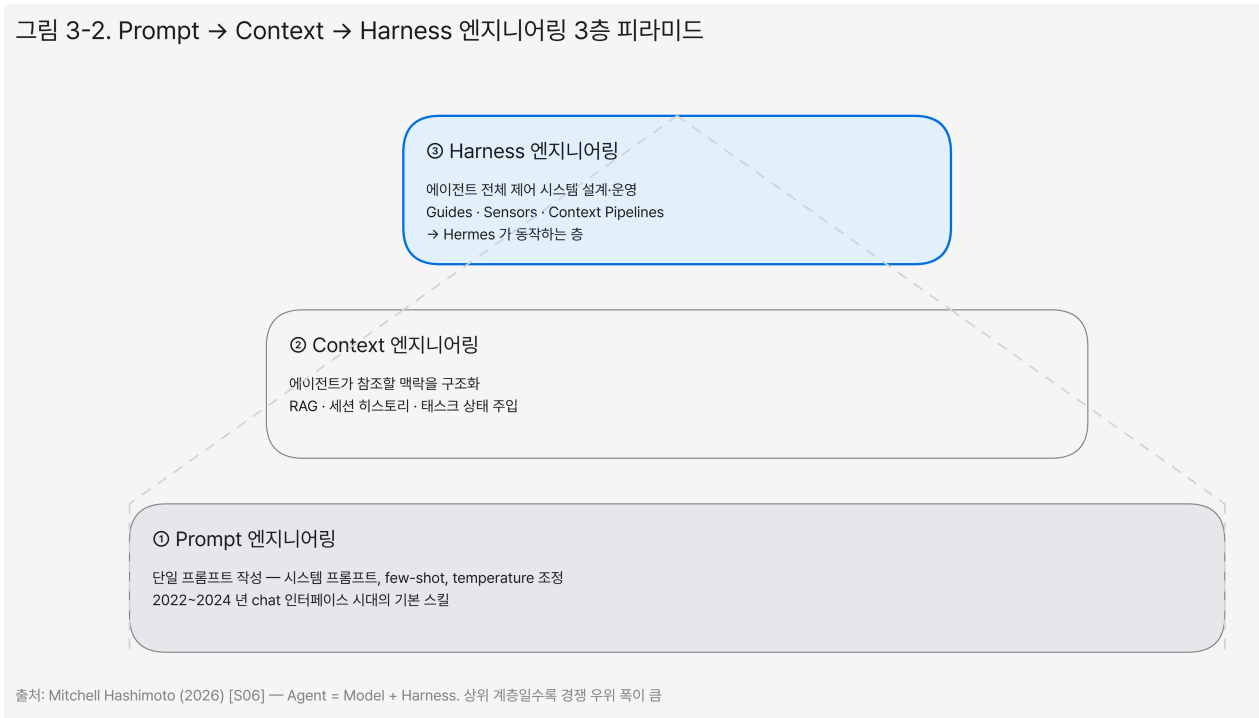 그림 3-2. Prompt → Context → Harness 엔지니어링 3층 피라미드
③ Harness 엔지니어링
에이전트 전체 제어 시스템 설계·운영
Guides · Sensors · Context Pipelines
→ Hermes 가 동작하는 층
② Context 엔지니어링
에이전트가 참조할 맥락을 구조화
RAG · 세션 히스토리 · 태스크 상태 주입
① Prompt 엔지니어링
단일 프롬프트 작성 — 시스템 프롬프트, few-shot, temperature 조정
2022~2024 년 chat 인터페이스 시대의 기본 스킬
출처: Mitchell Hashimoto (2026) [S06] — Agent = Model + Harness. 상위 계층일수록 경쟁 우위 폭이 큼